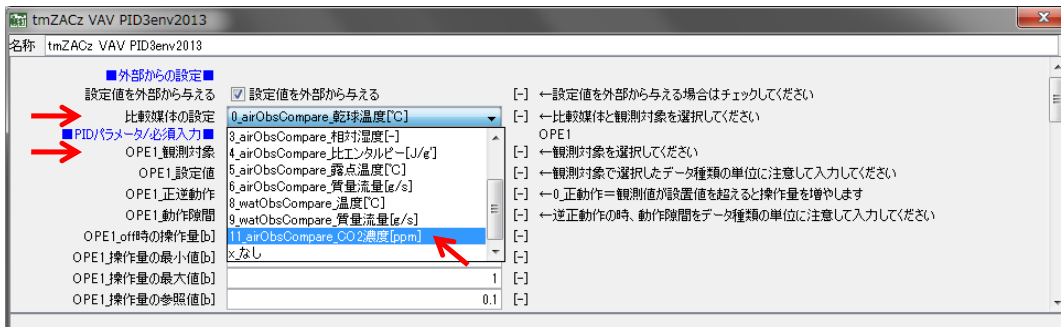 tmZACz VAV PID3env2013
名称 tmZACz VAV PID3env2013
■外部からの設定■
設定値を外部から与える 設定値を外部から与える [-] ←設定値を外部から与える場合はチェックしてください
比較媒体の設定 0_airObsCompare_乾球温度[℃] [-] ←比較媒体と観測対象を選択してください
■PIDパラメータ/必須入力■ 3_airObsCompare_相対湿度[-] OPE1
OPE1_観測対象 4_airObsCompare_比エンタルピー[J/g'] [-] ←観測対象を選択してください
OPE1_設定値 5_airObsCompare_露点温度[℃] [-] ←観測対象で選択したデータ種類の単位に注意して入力してください
OPE1_正逆動作 6_airObsCompare_質量流量[g/s] [-] ←0_正動作＝観測値が設置値を超えると操作量を増やします
8_watObsCompare_温度[℃]
OPE1_動作隙間 9_watObsCompare_質量流量[g/s] [-] ←逆正動作の時、動作隙間をデータ種類の単位に注意して入力してください
OPE1_off時の操作量[b] 11_airObsCompare_CO2濃度[ppm] [-]
OPE1_操作量の最小値[b] x_なし [-]
OPE1_操作量の最大値[b] 1 [-]
OPE1_操作量の参照値[b] 0.1 [-]